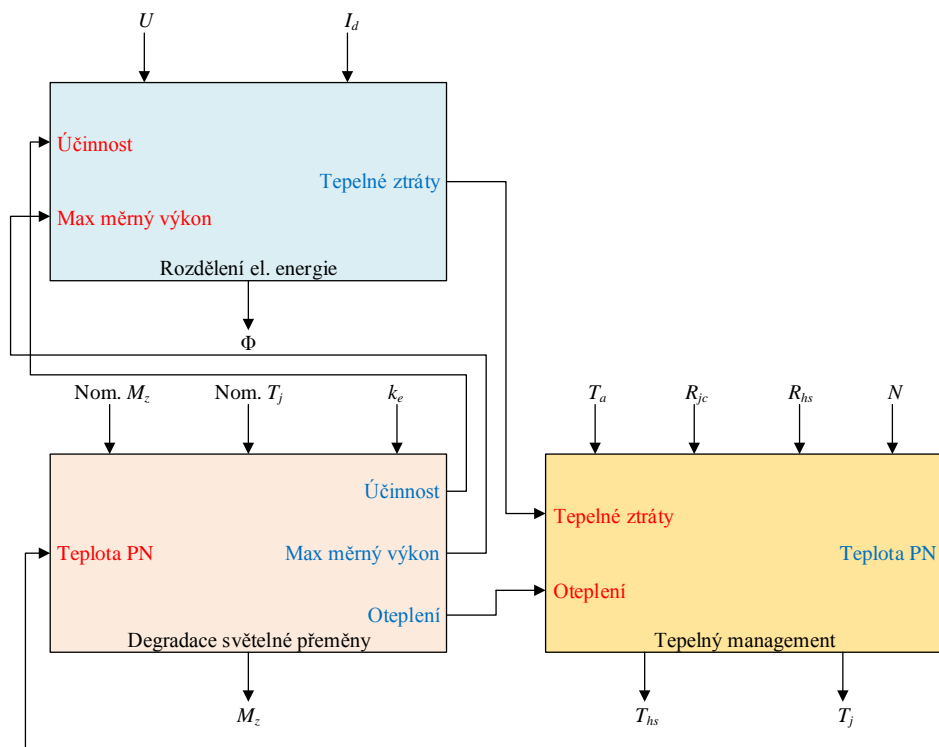 U
I_d
Účinnost
Tepelné ztráty
Max měrný výkon
Rozdělení el. energie
Φ
Nom. M_z
Nom. T_j
k_e
T_a
R_jc
R_hs
N
Účinnost
Tepelné ztráty
Teplota PN
Max měrný výkon
Teplota PN
Oteplení
Oteplení
Degradace světelné přeměny
Tepelný management
M_z
T_hs
T_j